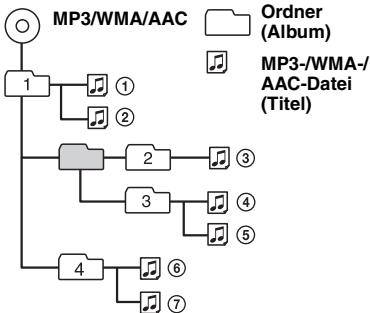 MP3/WMA/AAC
Ordner
(Album)
MP3-/WMA-/
AAC-Datei
(Titel)
1
①
②
2
③
3
④
⑤
4
⑥
⑦